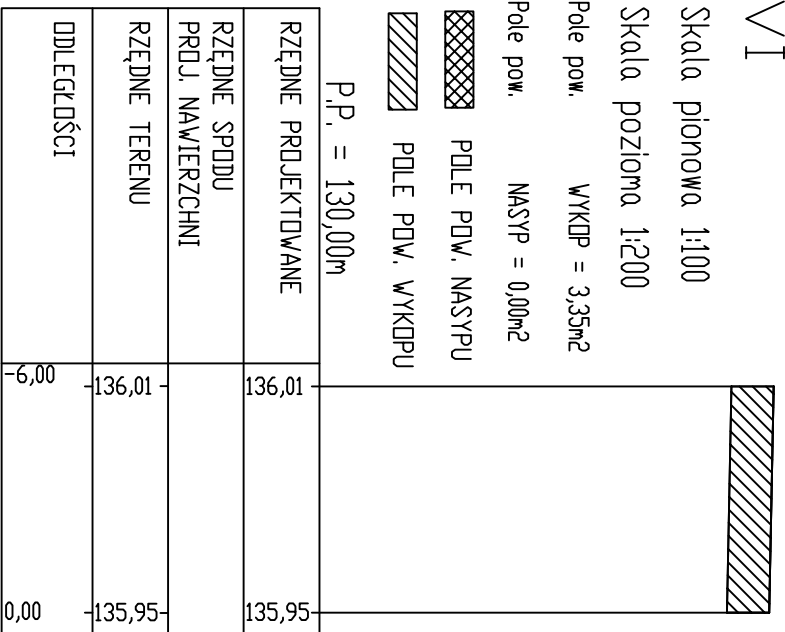 VI
Skala pionowa 1:100
Skala pozioma 1:200
Pole pow. WYKOP = 3,35m2
Pole pow. NASYP = 0,00m2
POLE POW. NASYPU
POLE POW. WYKOPU
P.P. = 130,00m
RZĘDNE PROJEKTOWANE
136,01
135,95
RZĘDNE SPODU
PROJ. NAWIERZCHNI
RZĘDNE TERENU
136,01
135,95
ODLEGŁOŚCI
-6,00
0,00